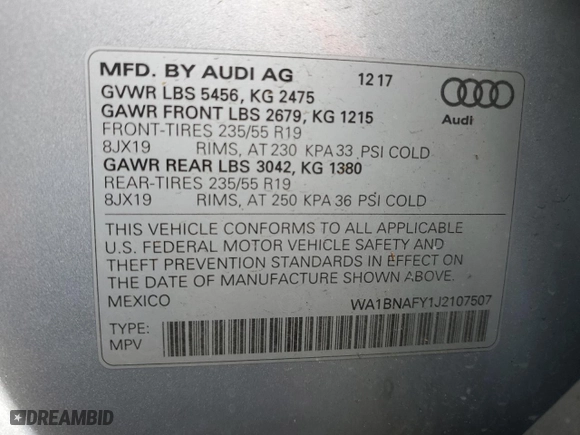 MFD. BY AUDI AG 12 17
GVWR LBS 5456, KG 2475
GAWR FRONT LBS 2679, KG 1215
FRONT-TIRES 235/55 R19
8JX19 RIMS, AT 230 KPA 33 PSI COLD
GAWR REAR LBS 3042, KG 1380
REAR-TIRES 235/55 R19
8JX19 RIMS, AT 250 KPA 36 PSI COLD
Audi
THIS VEHICLE CONFORMS TO ALL APPLICABLE
U.S. FEDERAL MOTOR VEHICLE SAFETY AND
THEFT PREVENTION STANDARDS IN EFFECT ON
THE DATE OF MANUFACTURE SHOWN ABOVE.
MEXICO WA1BNAFY1J2107507
TYPE:
MPV
DREAMBID